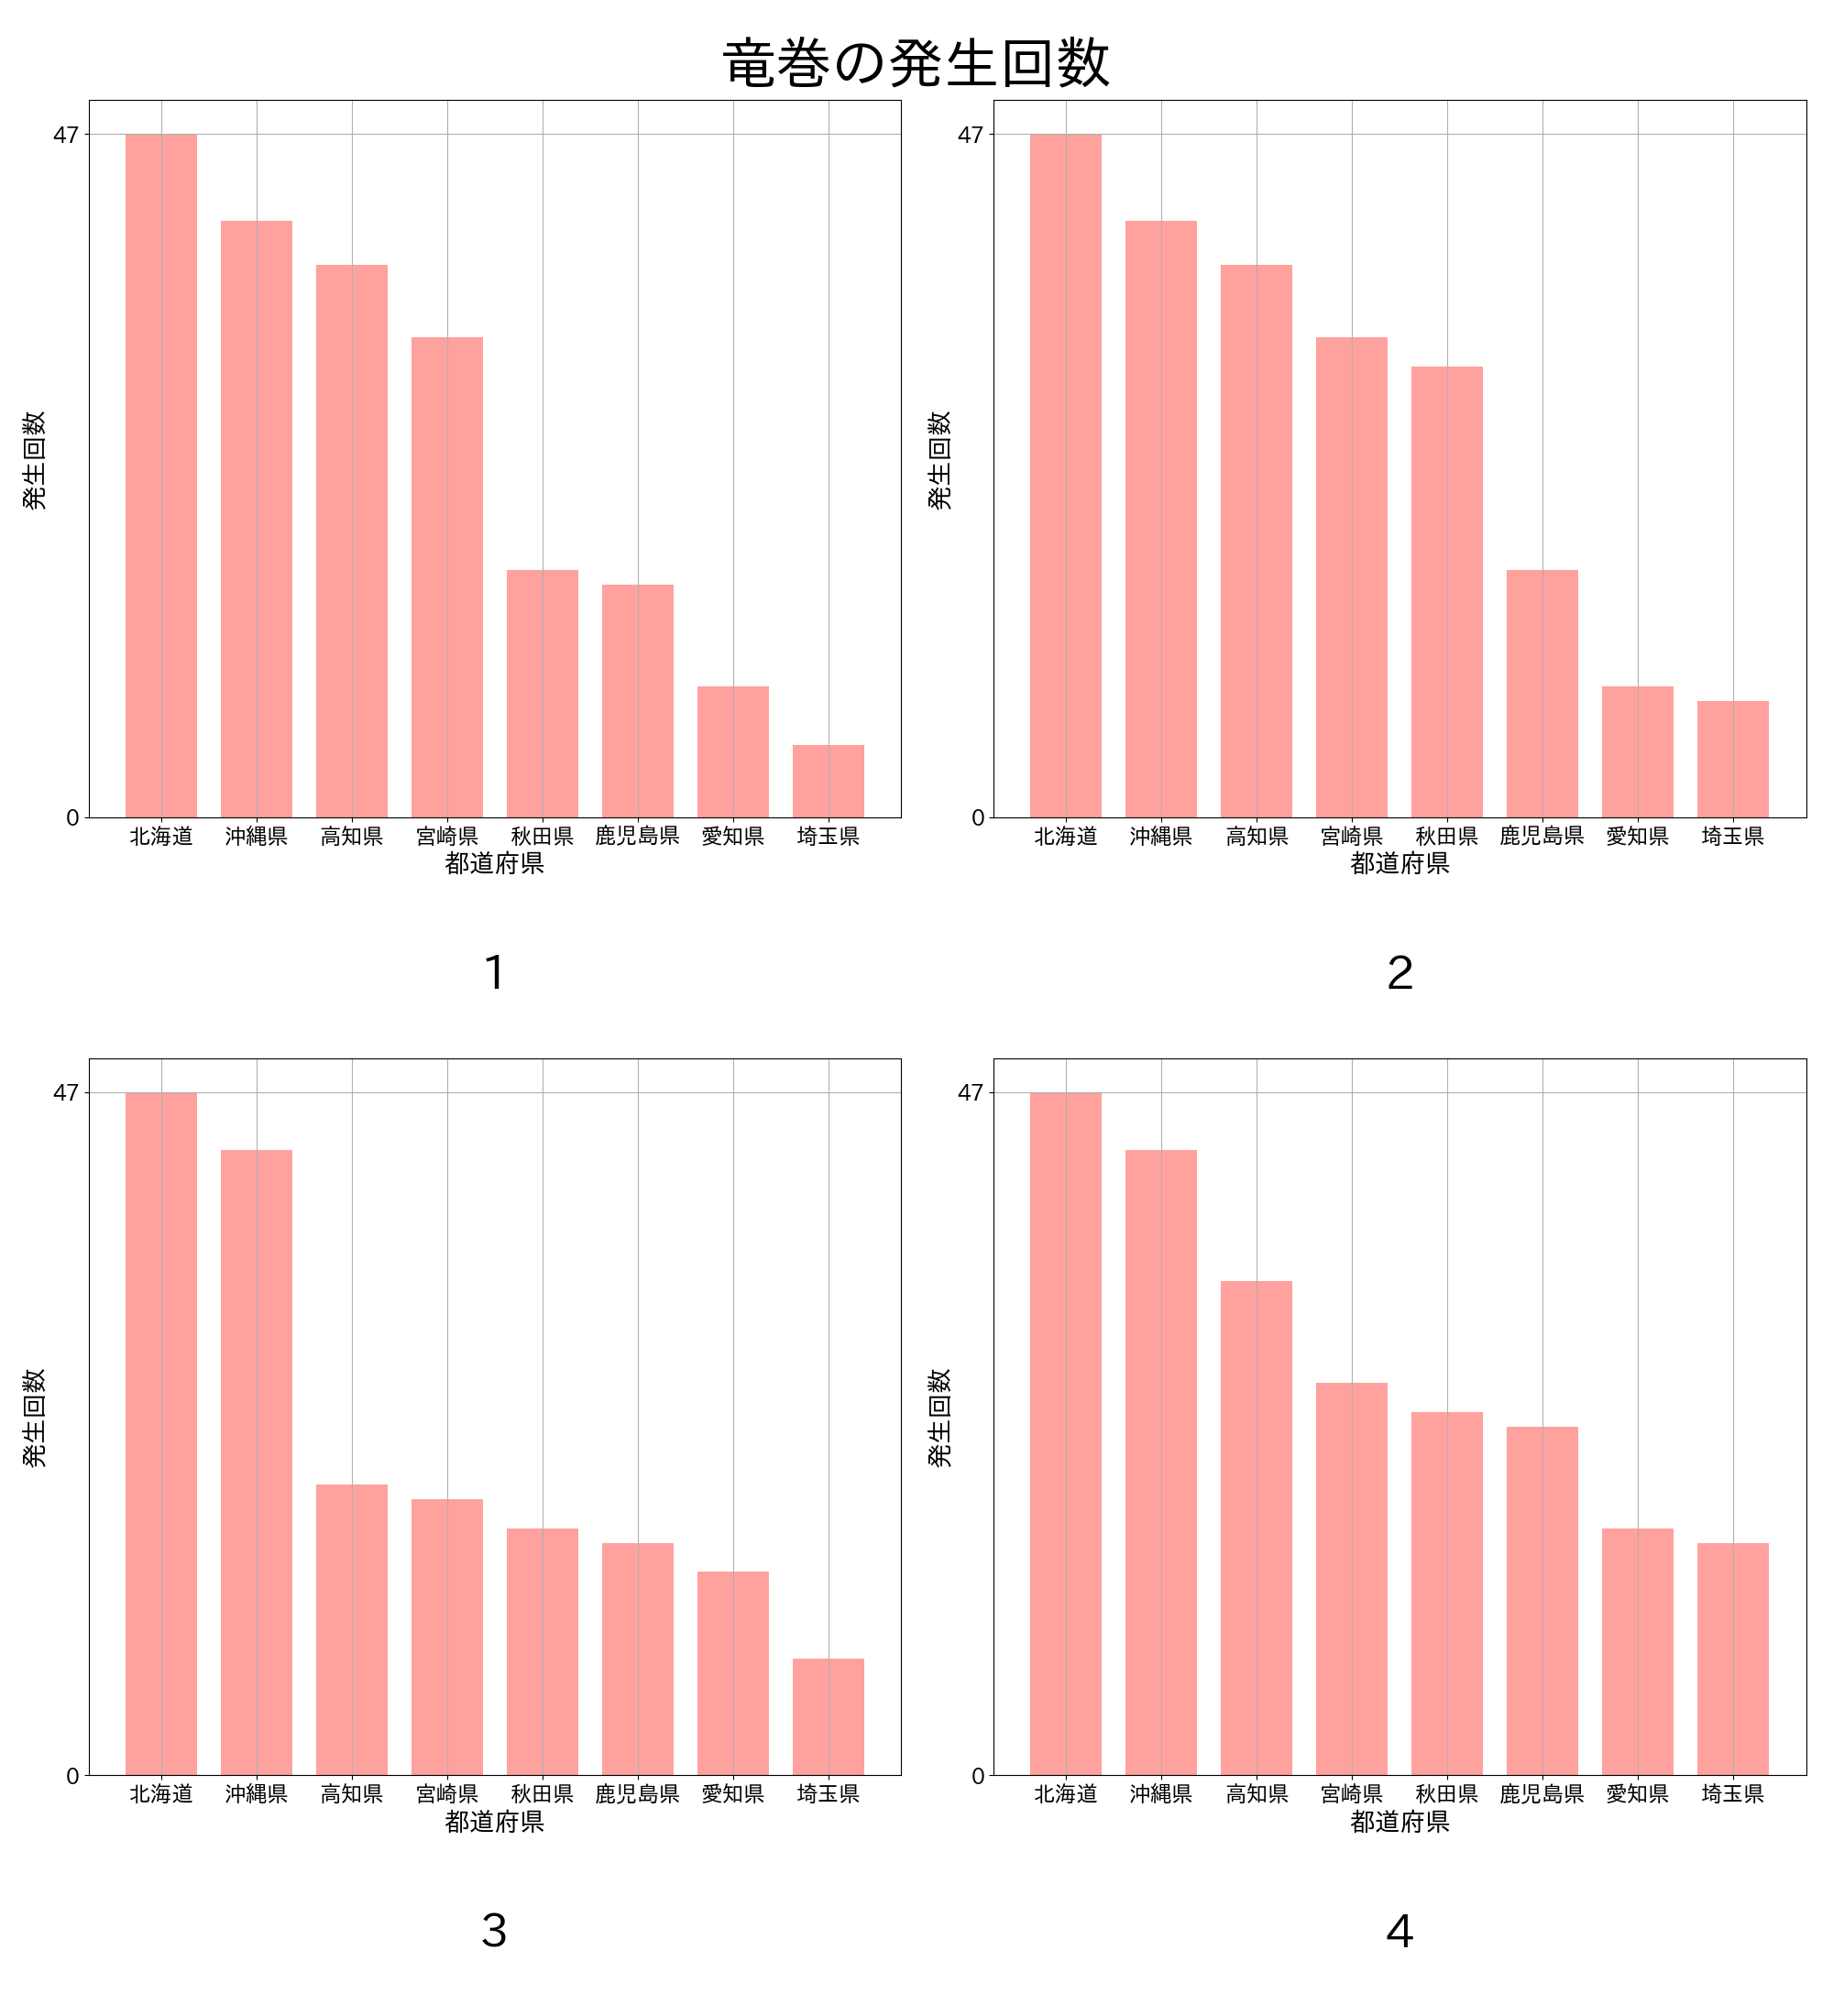 竜巻の発生回数
47
0
発生回数
北海道 沖縄県 高知県 宮崎県 秋田県 鹿児島県 愛知県 埼玉県
都道府県
1
47
0
発生回数
北海道 沖縄県 高知県 宮崎県 秋田県 鹿児島県 愛知県 埼玉県
都道府県
2
47
0
発生回数
北海道 沖縄県 高知県 宮崎県 秋田県 鹿児島県 愛知県 埼玉県
都道府県
3
47
0
発生回数
北海道 沖縄県 高知県 宮崎県 秋田県 鹿児島県 愛知県 埼玉県
都道府県
4